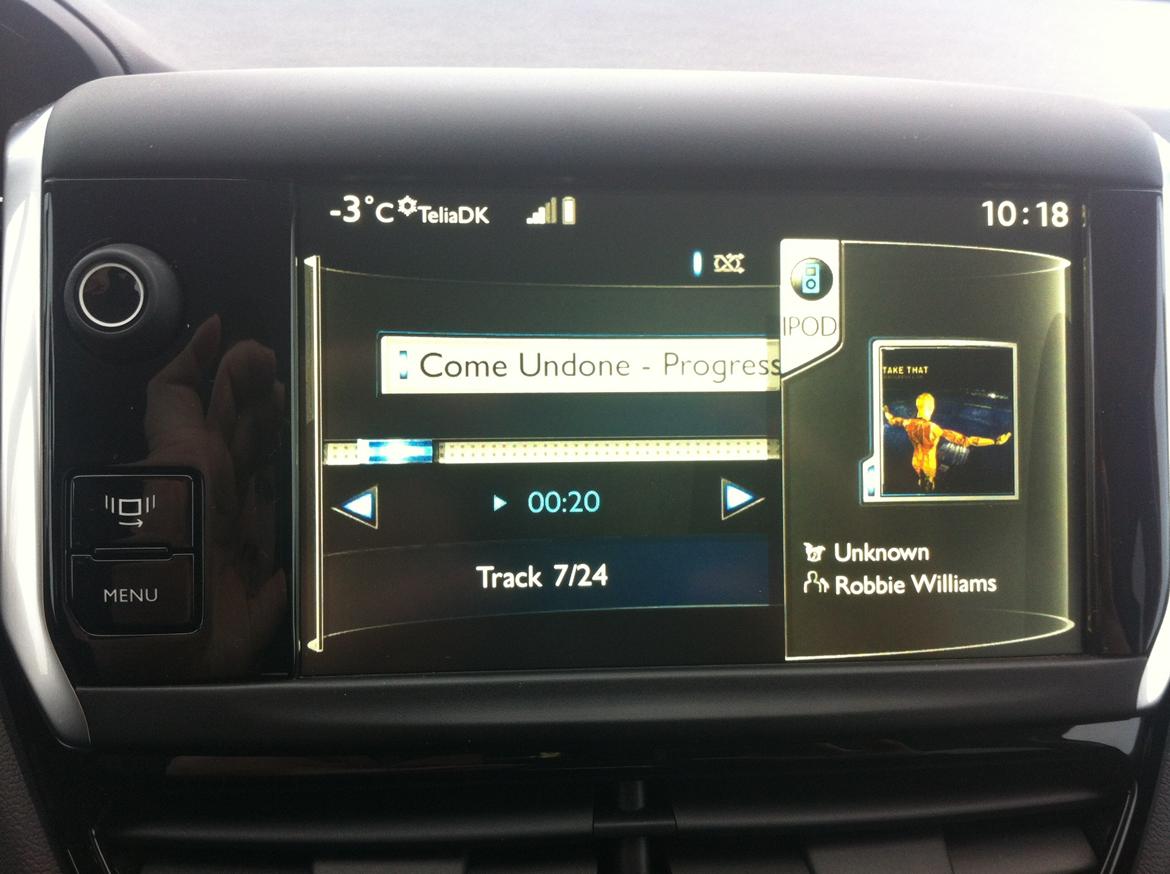 -3°C TeliaDK 10:18
IPOD
Come Undone - Progress
TAKE THAT
00:20
Track 7/24
Unknown
Robbie Williams
MENU